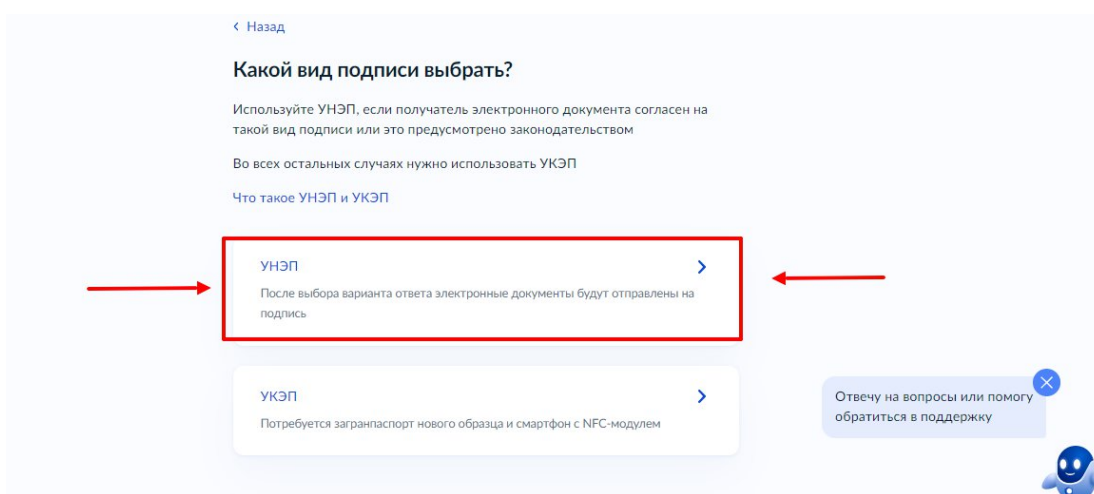 Назад
Какой вид подписи выбрать?
Используйте УНЭП, если получатель электронного документа согласен на
такой вид подписи или это предусмотрено законодательством
Во всех остальных случаях нужно использовать УКЭП
Что такое УНЭП и УКЭП
УНЭП
После выбора варианта ответа электронные документы будут отправлены на
подпись
УКЭП
Потребуется загранпаспорт нового образца и смартфон с NFC-модулем
Отвечу на вопросы или помогу
обратиться в поддержку